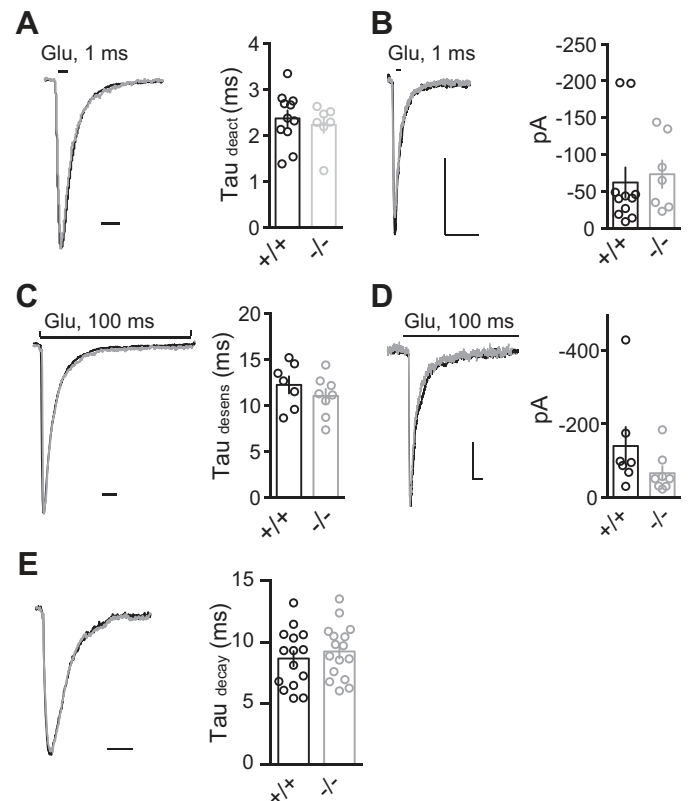 A
Glu, 1 ms
Tau deact (ms)
4
3
2
1
0
+/+
-/-
B
Glu, 1 ms
pA
-250
-200
-150
-100
-50
0
+/+
-/-
C
Glu, 100 ms
Tau desens (ms)
20
15
10
5
0
+/+
-/-
D
Glu, 100 ms
pA
-400
-200
0
+/+
-/-
E
Tau decay (ms)
15
10
5
0
+/+
-/-